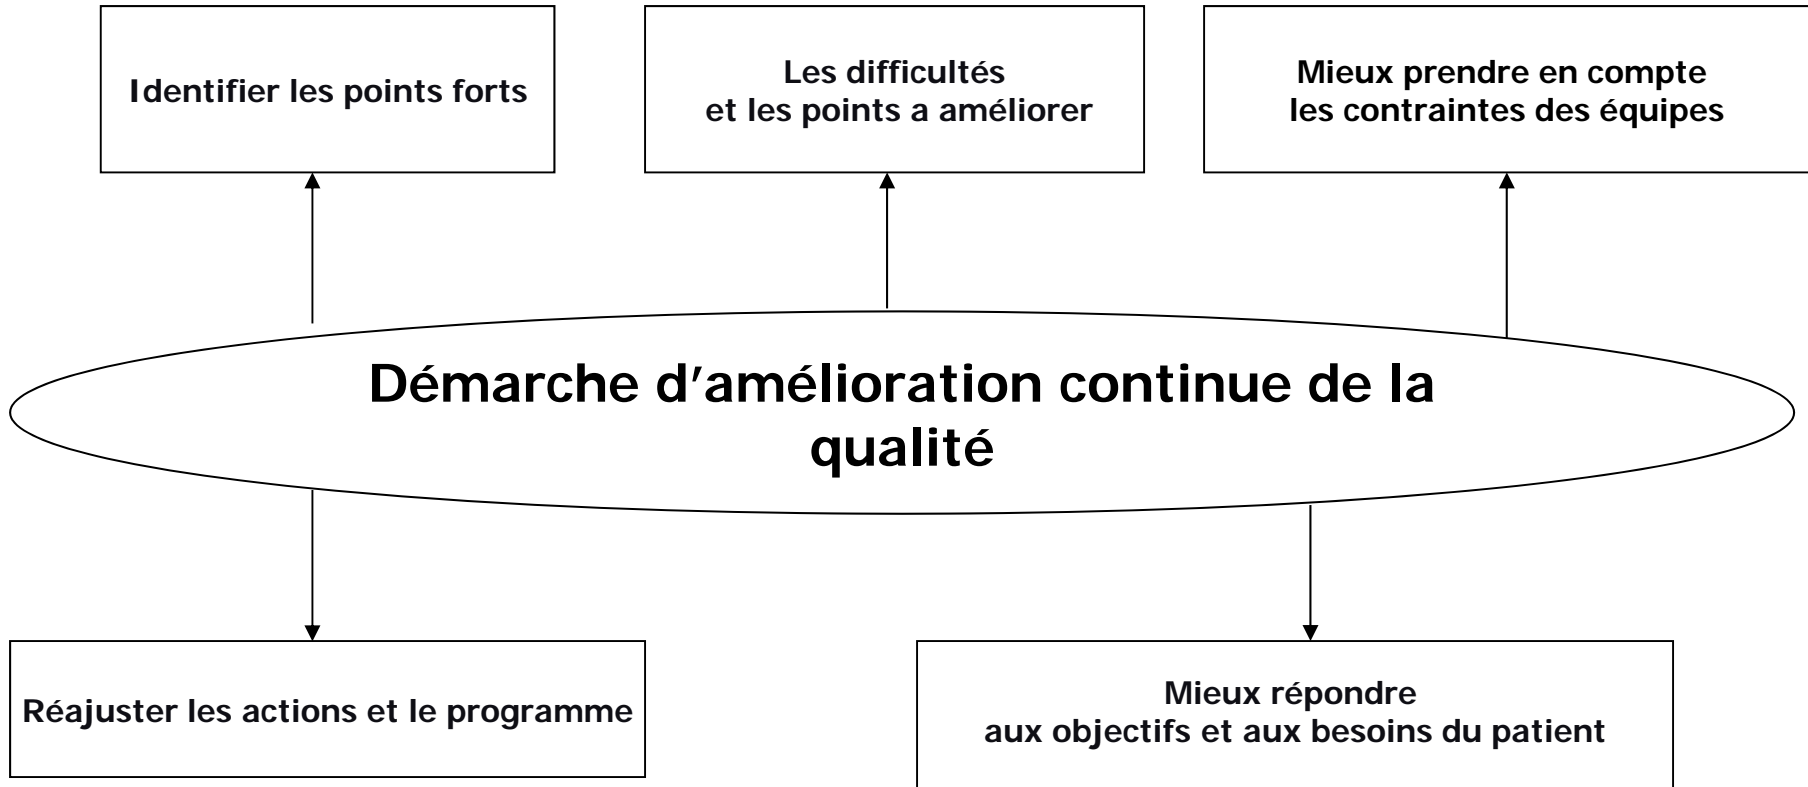 Identifier les points forts
Les difficultés
et les points a améliorer
Mieux prendre en compte
les contraintes des équipes
Démarche d'amélioration continue de la
qualité
Réajuster les actions et le programme
Mieux répondre
aux objectifs et aux besoins du patient